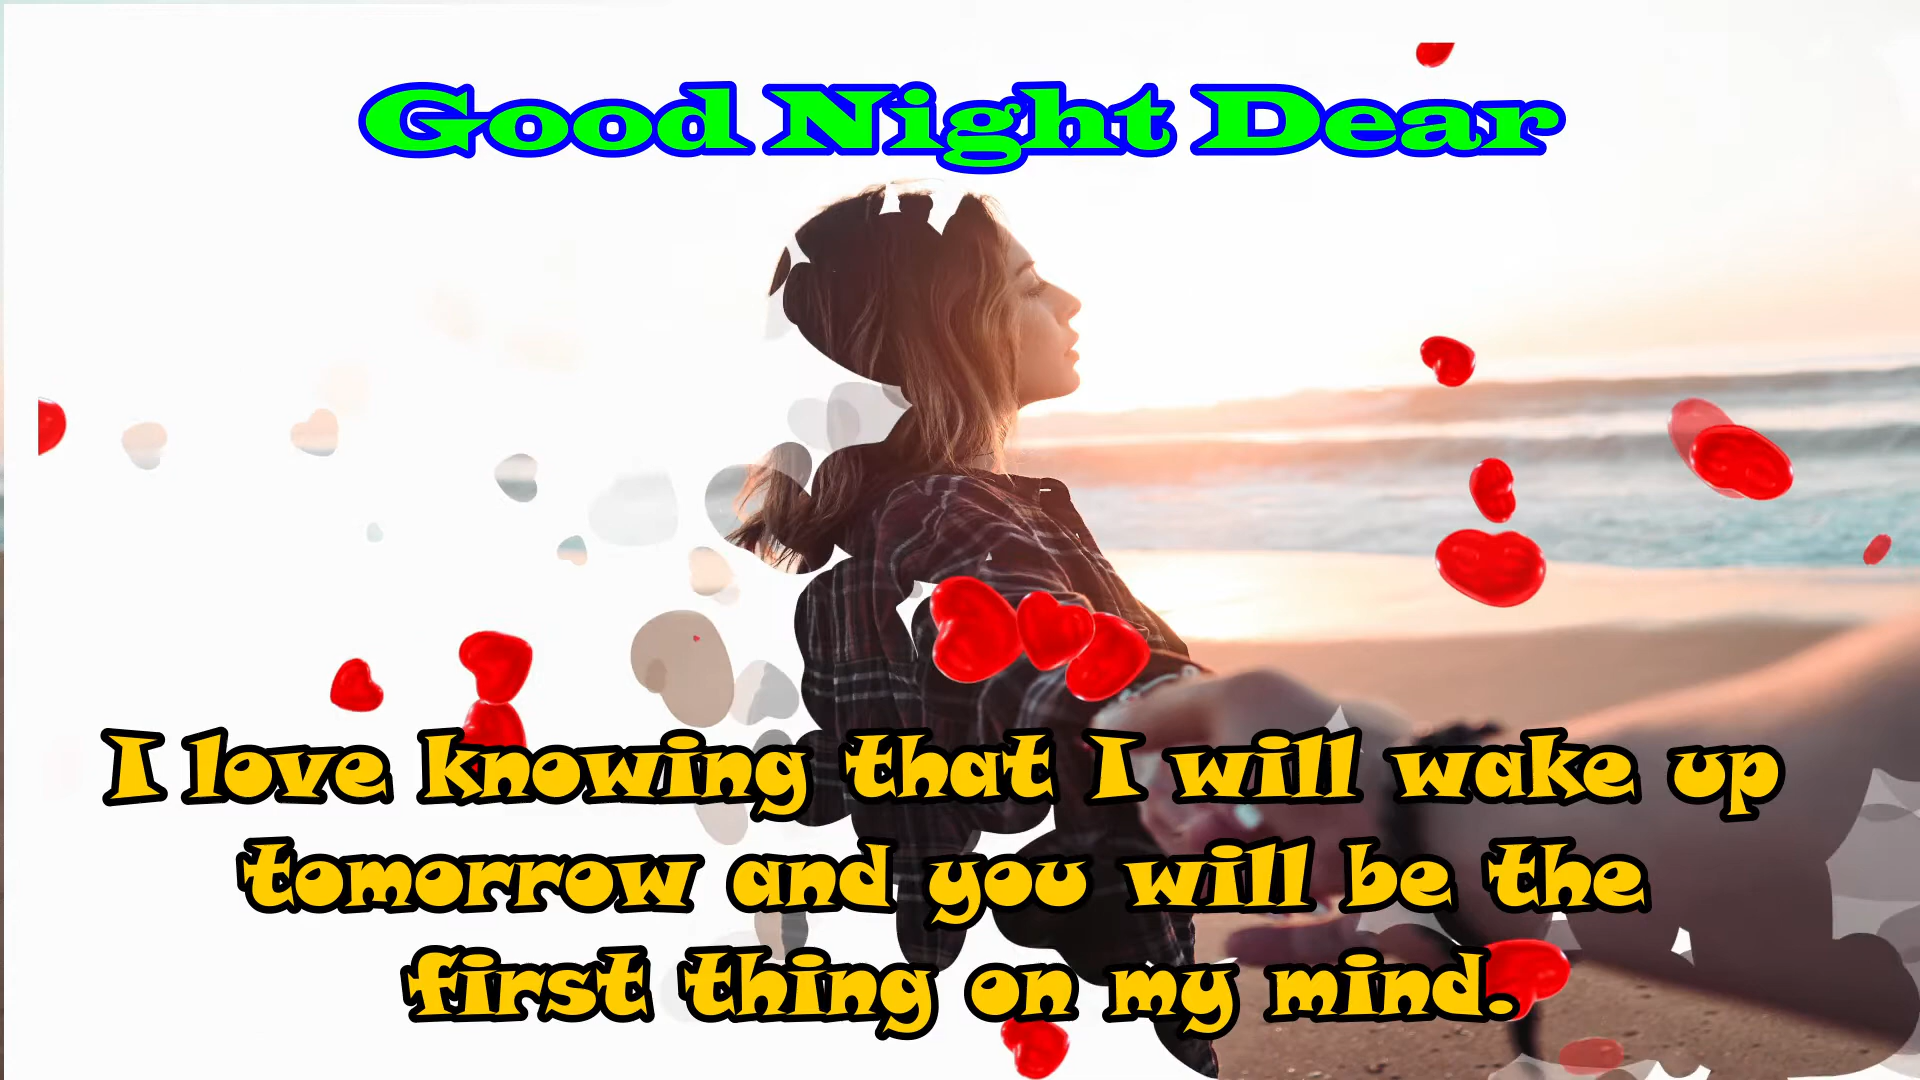 Good Night Dear
I love knowing that I will wake up
tomorrow and you will be the
first thing on my mind.